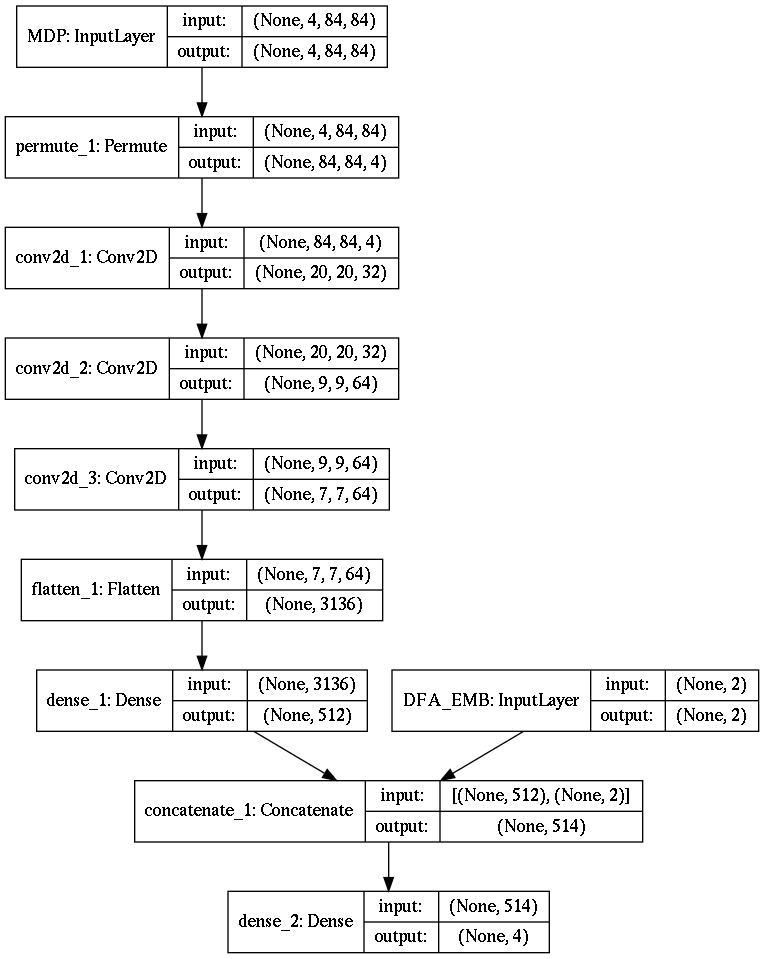 MDP: InputLayer
input:
(None, 4, 84, 84)
output:
(None, 4, 84, 84)
permute_1: Permute
input:
(None, 4, 84, 84)
output:
(None, 84, 84, 4)
conv2d_1: Conv2D
input:
(None, 84, 84, 4)
output:
(None, 20, 20, 32)
conv2d_2: Conv2D
input:
(None, 20, 20, 32)
output:
(None, 9, 9, 64)
conv2d_3: Conv2D
input:
(None, 9, 9, 64)
output:
(None, 7, 7, 64)
flatten_1: Flatten
input:
(None, 7, 7, 64)
output:
(None, 3136)
dense_1: Dense
input:
(None, 3136)
output:
(None, 512)
DFA_EMB: InputLayer
input:
(None, 2)
output:
(None, 2)
concatenate_1: Concatenate
input:
[(None, 512), (None, 2)]
output:
(None, 514)
dense_2: Dense
input:
(None, 514)
output:
(None, 4)